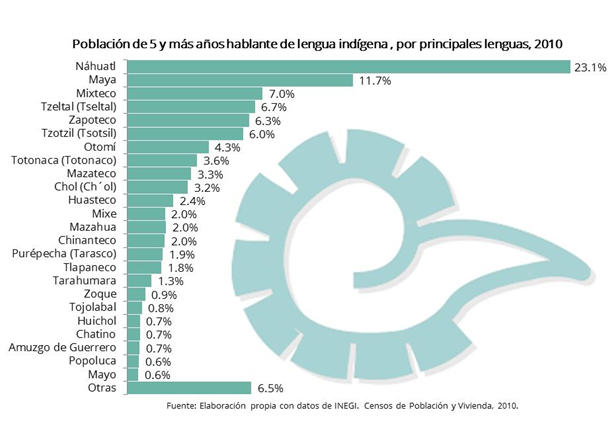 Población de 5 y más años hablante de lengua indígena , por principales lenguas, 2010
Náhuatl 23.1%
Maya 11.7%
Mixteco 7.0%
Tzeltal (Tseltal) 6.7%
Zapoteco 6.3%
Tzotzil (Tsotsil) 6.0%
Otomí 4.3%
Totonaca (Totonaco) 3.6%
Mazateco 3.3%
Chol (Ch´ol) 3.2%
Huasteco 2.4%
Mixe 2.0%
Mazahua 2.0%
Chinanteco 2.0%
Purépecha (Tarasco) 1.9%
Tlapaneco 1.8%
Tarahumara 1.3%
Zoque 0.9%
Tojolabal 0.8%
Huichol 0.7%
Chatino 0.7%
Amuzgo de Guerrero 0.7%
Popoluca 0.6%
Mayo 0.6%
Otras 6.5%
Fuente: Elaboración propia con datos de INEGI. Censos de Población y Vivienda, 2010.